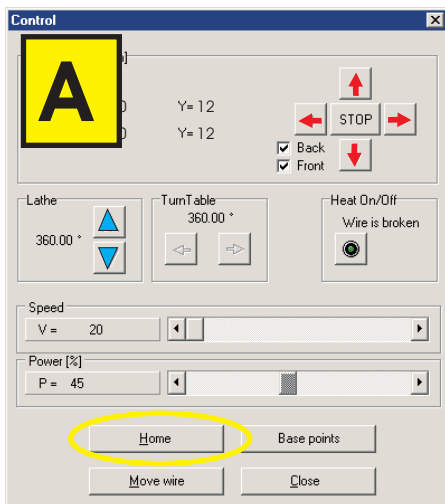 Control
A
Y= 12
Y= 12
STOP
Back
Front
Lathe
360.00 °
TurnTable
360.00 °
Heat On/Off
Wire is broken
Speed
V = 20
Power [%]
P = 45
Home
Base points
Move wire
Close